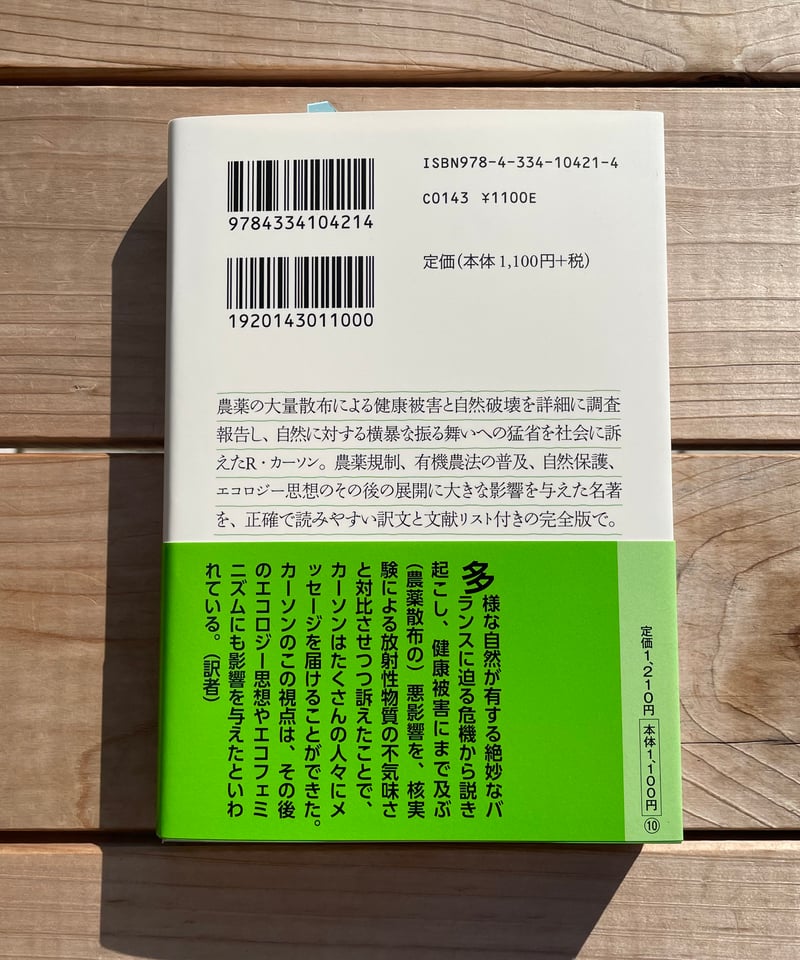 ISBN978-4-334-10421-4
9784334104214
C0143 ¥1100E
定価(本体1,100円+税)
1920143011000
農薬の大量散布による健康被害と自然破壊を詳細に調査
報告し、自然に対する横暴な振る舞いへの猛省を社会に訴
えたR・カーソン。農薬規制、有機農法の普及、自然保護、
エコロジー思想のその後の展開に大きな影響を与えた名著
を、正確で読みやすい訳文と文献リスト付きの完全版で。
多様な自然が有する絶妙なバ
ランスに迫る危機から説き
起こし、健康被害にまで及ぶ
(農薬散布の)悪影響を、核実
験による放射性物質の不気味さ
と対比させつつ訴えたことで、
カーソンはたくさんの人々にメ
ッセージを届けることができた。
カーソンのこの視点は、その後
のエコロジー思想やエコフェミ
ニズムにも影響を与えたといわ
れている。(訳者)
定価1,210円 本体1,100円 ⑩